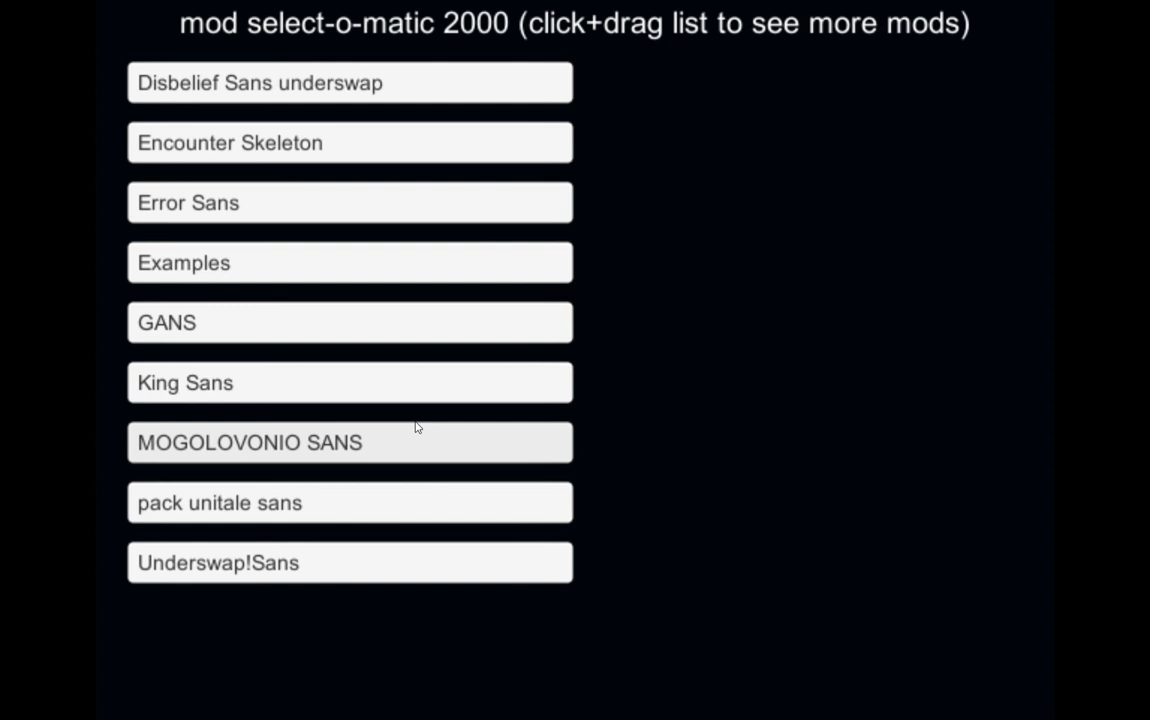 mod select-o-matic 2000 (click+drag list to see more mods)
Disbelief Sans underswap
Encounter Skeleton
Error Sans
Examples
GANS
King Sans
MOGOLOVONIO SANS
pack unitale sans
Underswap!Sans